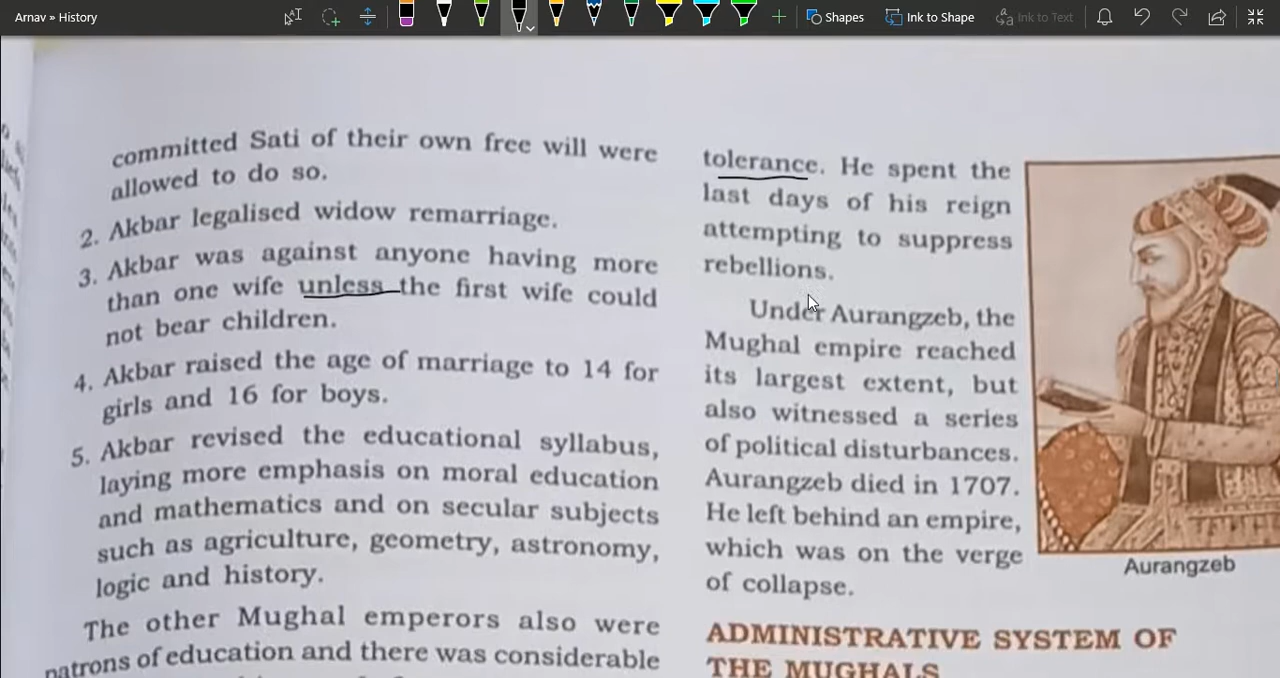 Arnav » History
Shapes
Ink to Shape
Ink to Text
committed Sati of their own free will were
allowed to do so.
2. Akbar legalised widow remarriage.
3. Akbar was against anyone having more
than one wife unless the first wife could
not bear children.
4. Akbar raised the age of marriage to 14 for
girls and 16 for boys.
5. Akbar revised the educational syllabus,
laying more emphasis on moral education
and mathematics and on secular subjects
such as agriculture, geometry, astronomy,
logic and history.
The other Mughal emperors also were
patrons of education and there was considerable
tolerance. He spent the
last days of his reign
attempting to suppress
rebellions.
Under Aurangzeb, the
Mughal empire reached
its largest extent, but
also witnessed a series
of political disturbances.
Aurangzeb died in 1707.
He left behind an empire,
which was on the verge
of collapse.
Aurangzeb
ADMINISTRATIVE SYSTEM OF
THE MUGHALS